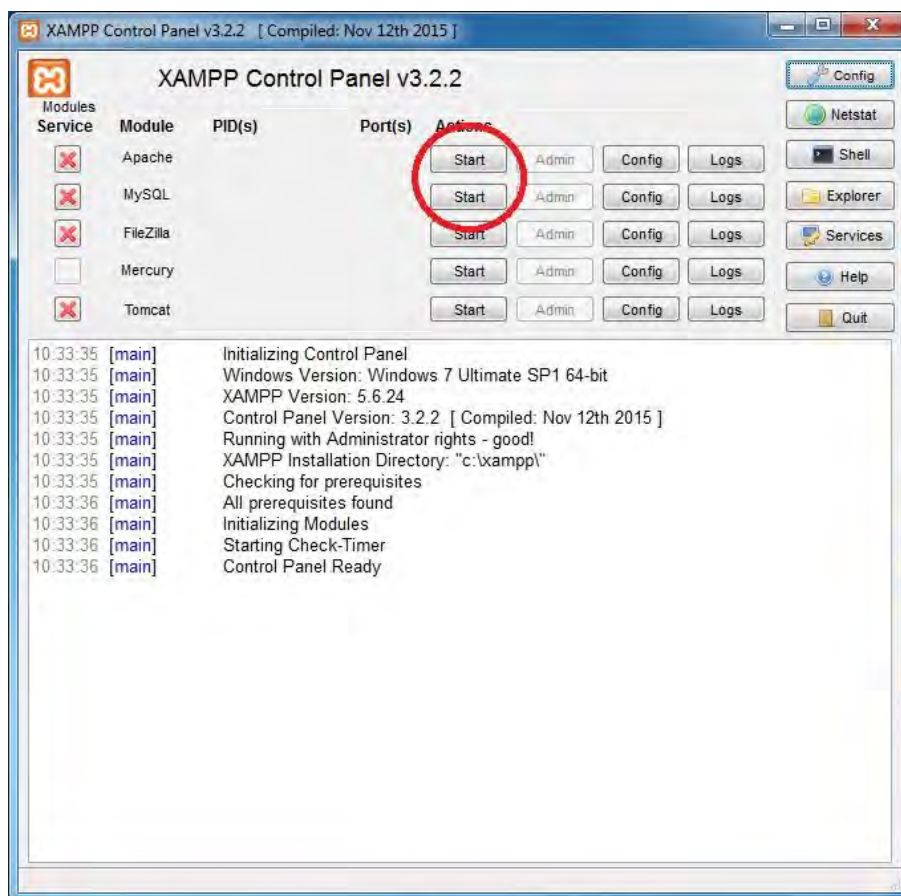 XAMPP Control Panel v3.2.2 [ Compiled: Nov 12th 2015 ]
XAMPP Control Panel v3.2.2
Config
Modules
Service Module PID(s) Port(s) Actions
Netstat
Apache Start Admin Config Logs
Shell
MySQL Start Admin Config Logs
Explorer
FileZilla Start Admin Config Logs
Services
Mercury Start Admin Config Logs
Help
Tomcat Start Admin Config Logs
Quit
10:33:35 [main] Initializing Control Panel
10:33:35 [main] Windows Version: Windows 7 Ultimate SP1 64-bit
10:33:35 [main] XAMPP Version: 5.6.24
10:33:35 [main] Control Panel Version: 3.2.2 [ Compiled: Nov 12th 2015 ]
10:33:35 [main] Running with Administrator rights - good!
10:33:35 [main] XAMPP Installation Directory: "c:\xampp\"
10:33:35 [main] Checking for prerequisites
10:33:36 [main] All prerequisites found
10:33:36 [main] Initializing Modules
10:33:36 [main] Starting Check-Timer
10:33:36 [main] Control Panel Ready